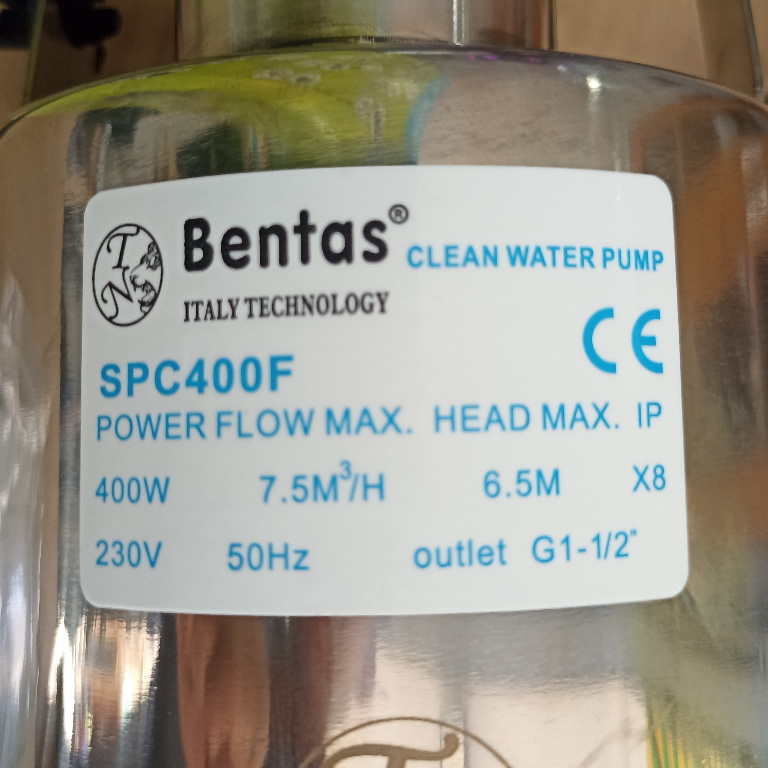 TN
Bentas® CLEAN WATER PUMP
ITALY TECHNOLOGY
CE
SPC400F
POWER FLOW MAX. HEAD MAX. IP
400W 7.5M³/H 6.5M X8
230V 50Hz outlet G1-1/2"
T